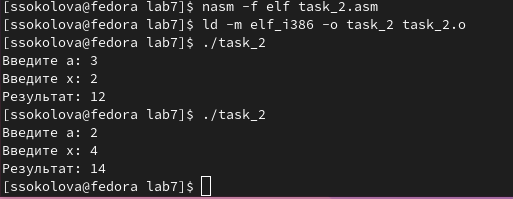 [ssokolova@fedora lab7]$ nasm -f elf task_2.asm
[ssokolova@fedora lab7]$ ld -m elf_i386 -o task_2 task_2.o
[ssokolova@fedora lab7]$ ./task_2
Введите a: 3
Введите x: 2
Результат: 12
[ssokolova@fedora lab7]$ ./task_2
Введите a: 2
Введите x: 4
Результат: 14
[ssokolova@fedora lab7]$